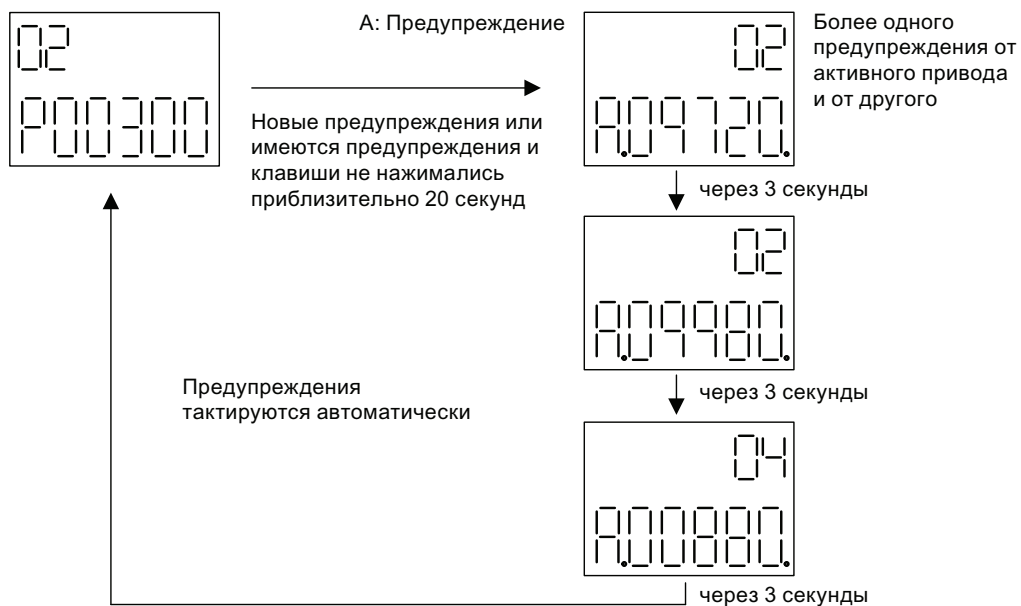 02
P00300
А: Предупреждение
Новые предупреждения или
имеются предупреждения и
клавиши не нажимались
приблизительно 20 секунд
02
A.09720.
Более одного
предупреждения от
активного привода
и от другого
через 3 секунды
02
A.09980.
через 3 секунды
Предупреждения
тактируются автоматически
04
A.00880.
через 3 секунды